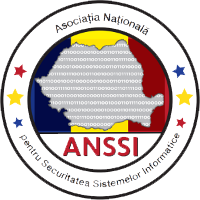 Asociația Națională
ANSSI
pentru Securitatea Sistemelor Informatice